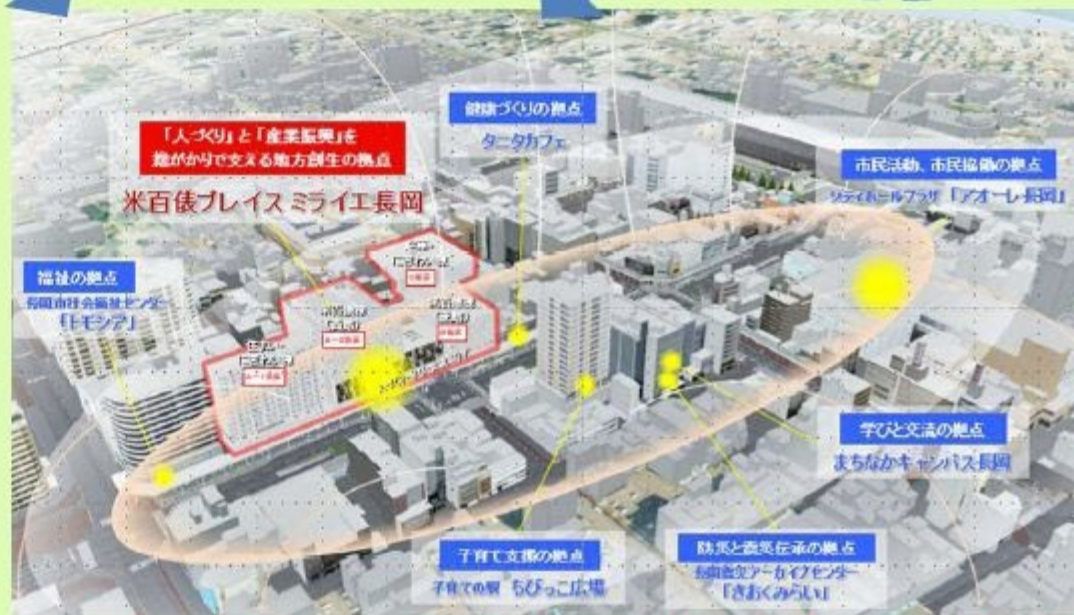 健康づくりの拠点
タニタカフェ
「人づくり」と「産業振興」を
総がかりで支える地方創生の拠点
米百俵プレイス ミライエ長岡
市民活動、市民協働の拠点
シティホールプラザ「アオーレ長岡」
福祉の拠点
長岡市社会福祉センター
「トモシア」
学びと交流の拠点
まちなかキャンパス長岡
子育て支援の拠点
子育ての駅 ちびっこ広場
防災と震災伝承の拠点
長岡震災アーカイブセンター
「きおくみらい」